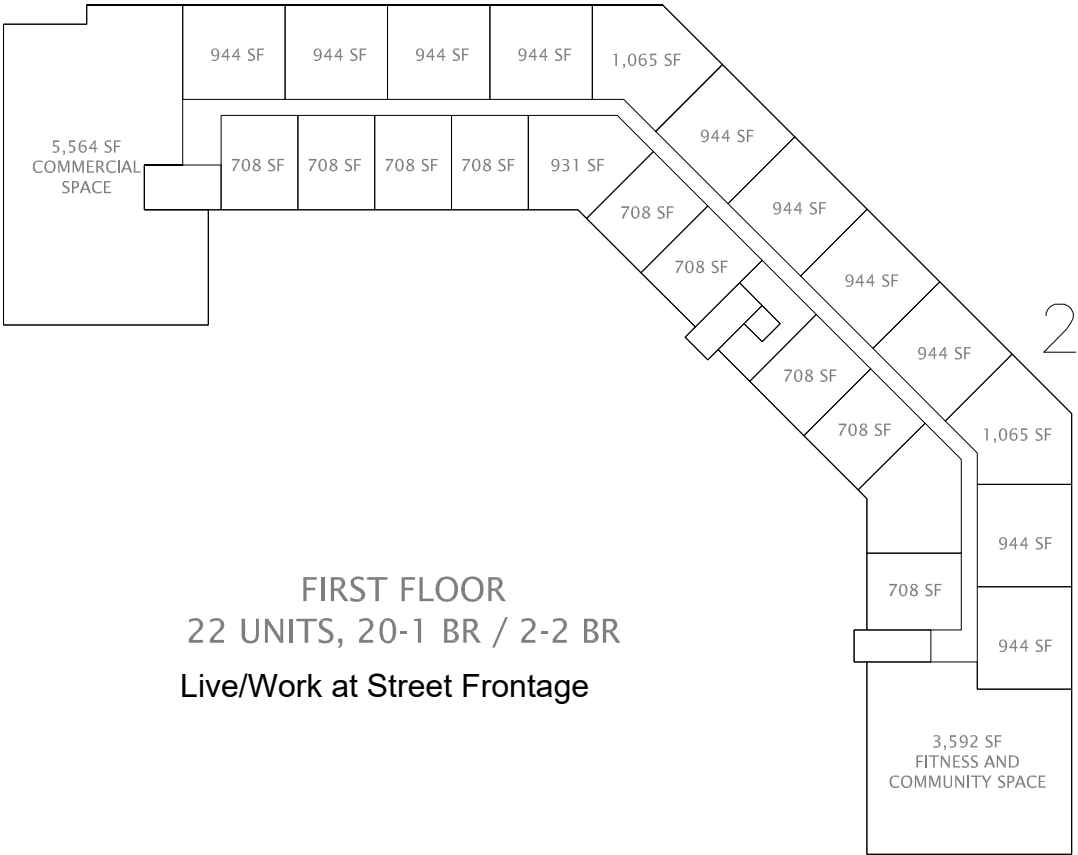 944 SF
944 SF
944 SF
944 SF
1,065 SF
5,564 SF
COMMERCIAL
SPACE
708 SF
708 SF
708 SF
708 SF
931 SF
944 SF
708 SF
944 SF
708 SF
944 SF
2
944 SF
708 SF
708 SF
1,065 SF
944 SF
708 SF
944 SF
FIRST FLOOR
22 UNITS, 20-1 BR / 2-2 BR
Live/Work at Street Frontage
3,592 SF
FITNESS AND
COMMUNITY SPACE